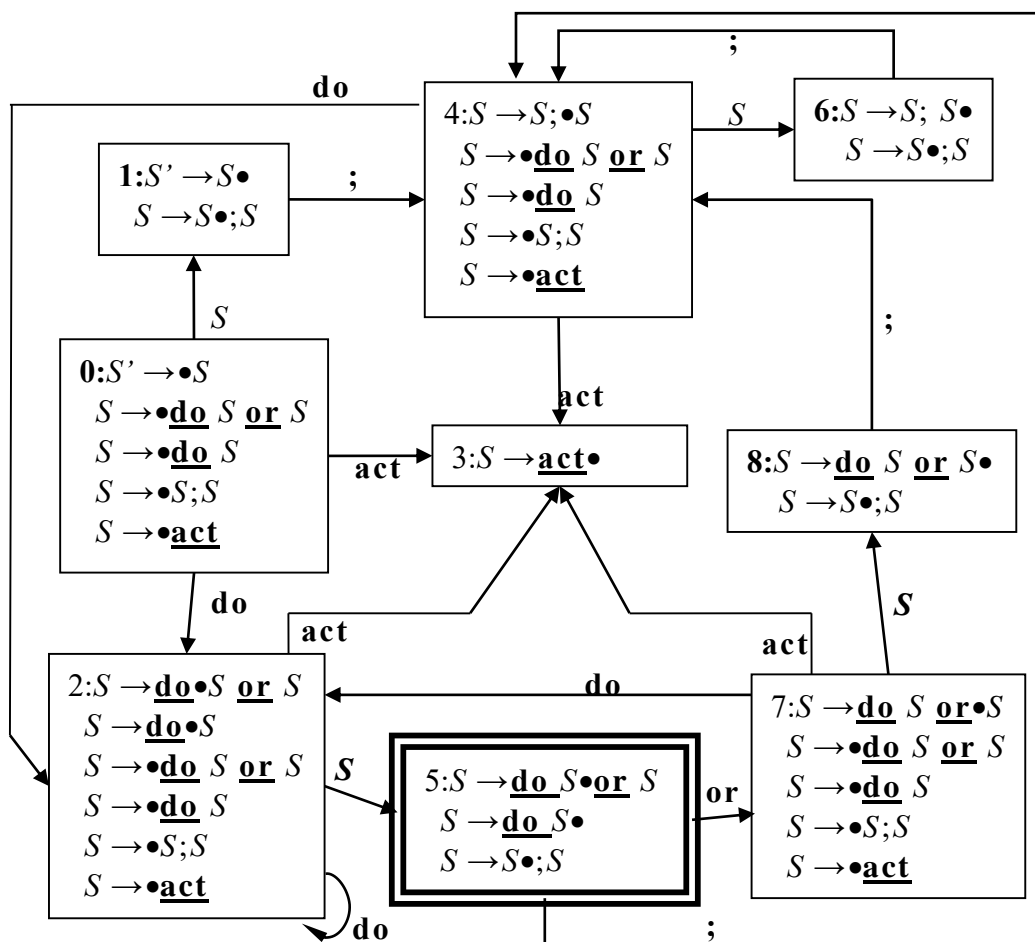 ;
do
4:S →S;●S
S →●do S or S
S →●do S
S →●S;S
S →●act
S
6:S →S; S●
S →S●;S
1:S’ →S●
S →S●;S
;
S
;
0:S’ →●S
S →●do S or S
S →●do S
S →●S;S
S →●act
act
act
3:S →act●
8:S →do S or S●
S →S●;S
do
act
S
act
2:S →do●S or S
S →do●S
S →●do S or S
S →●do S
S →●S;S
S →●act
do
S
5:S →do S●or S
S →do S●
S →S●;S
or
7:S →do S or●S
S →●do S or S
S →●do S
S →●S;S
S →●act
do
;